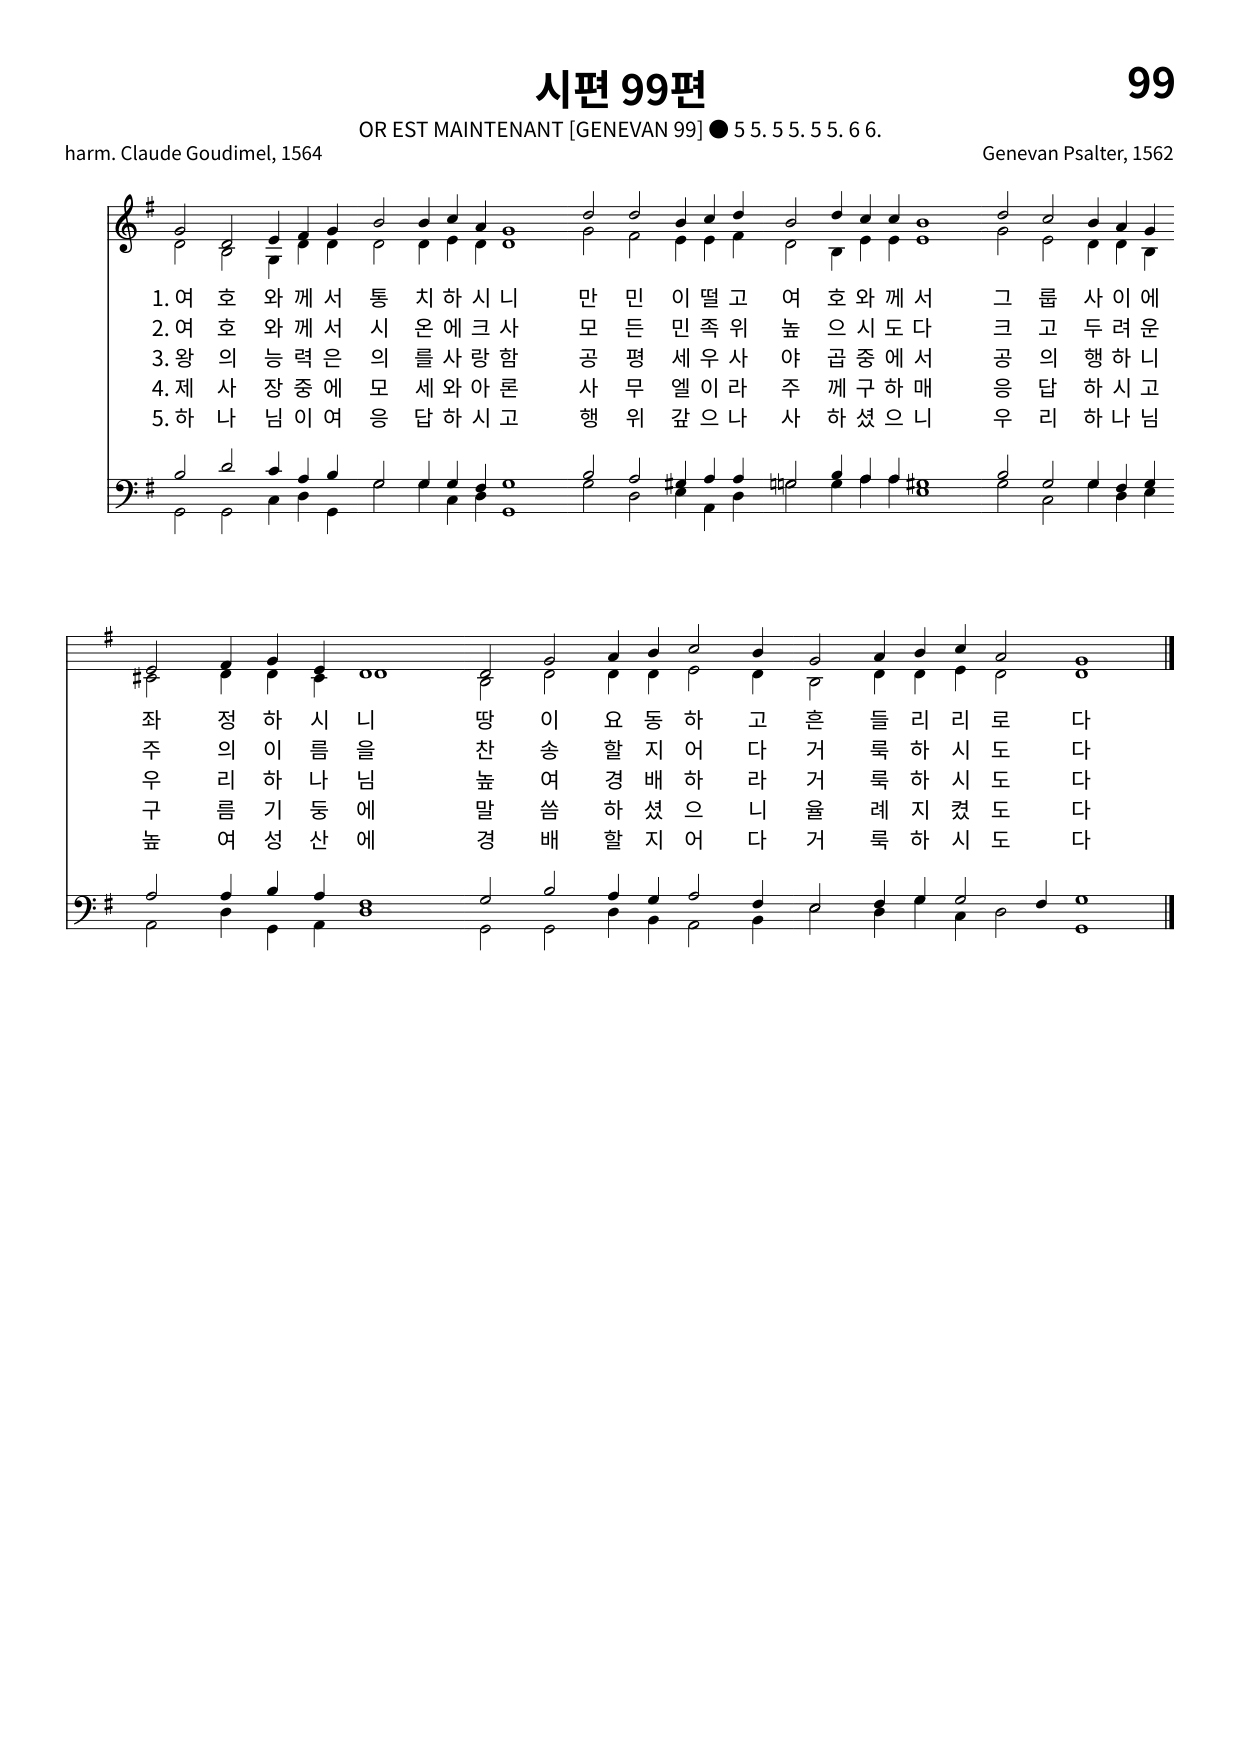 시편 99편
99
OR EST MAINTENANT [GENEVAN 99] ● 5 5. 5 5. 5 5. 6 6.
harm. Claude Goudimel, 1564
Genevan Psalter, 1562
1. 여 호 와 께 서 통 치 하 시 니 만 민 이 떨 고 여 호 와 께 서 그 룹 사 이 에
2. 여 호 와 께 서 시 온 에 크 사 모 든 민 족 위 높 으 시 도 다 크 고 두 려 운
3. 왕 의 능 력 은 의 를 사 랑 함 공 평 세 우 사 야 곱 중 에 서 공 의 행 하 니
4. 제 사 장 중 에 모 세 와 아 론 사 무 엘 이 라 주 께 구 하 매 응 답 하 시 고
5. 하 나 님 이 여 응 답 하 시 고 행 위 갚 으 나 사 하 셨 으 니 우 리 하 나 님
좌 정 하 시 니 땅 이 요 동 하 고 흔 들 리 리 로 다
주 의 이 름 을 찬 송 할 지 어 다 거 룩 하 시 도 다
우 리 하 나 님 높 여 경 배 하 라 거 룩 하 시 도 다
구 름 기 둥 에 말 씀 하 셨 으 니 율 례 지 켰 도 다
높 여 성 산 에 경 배 할 지 어 다 거 룩 하 시 도 다